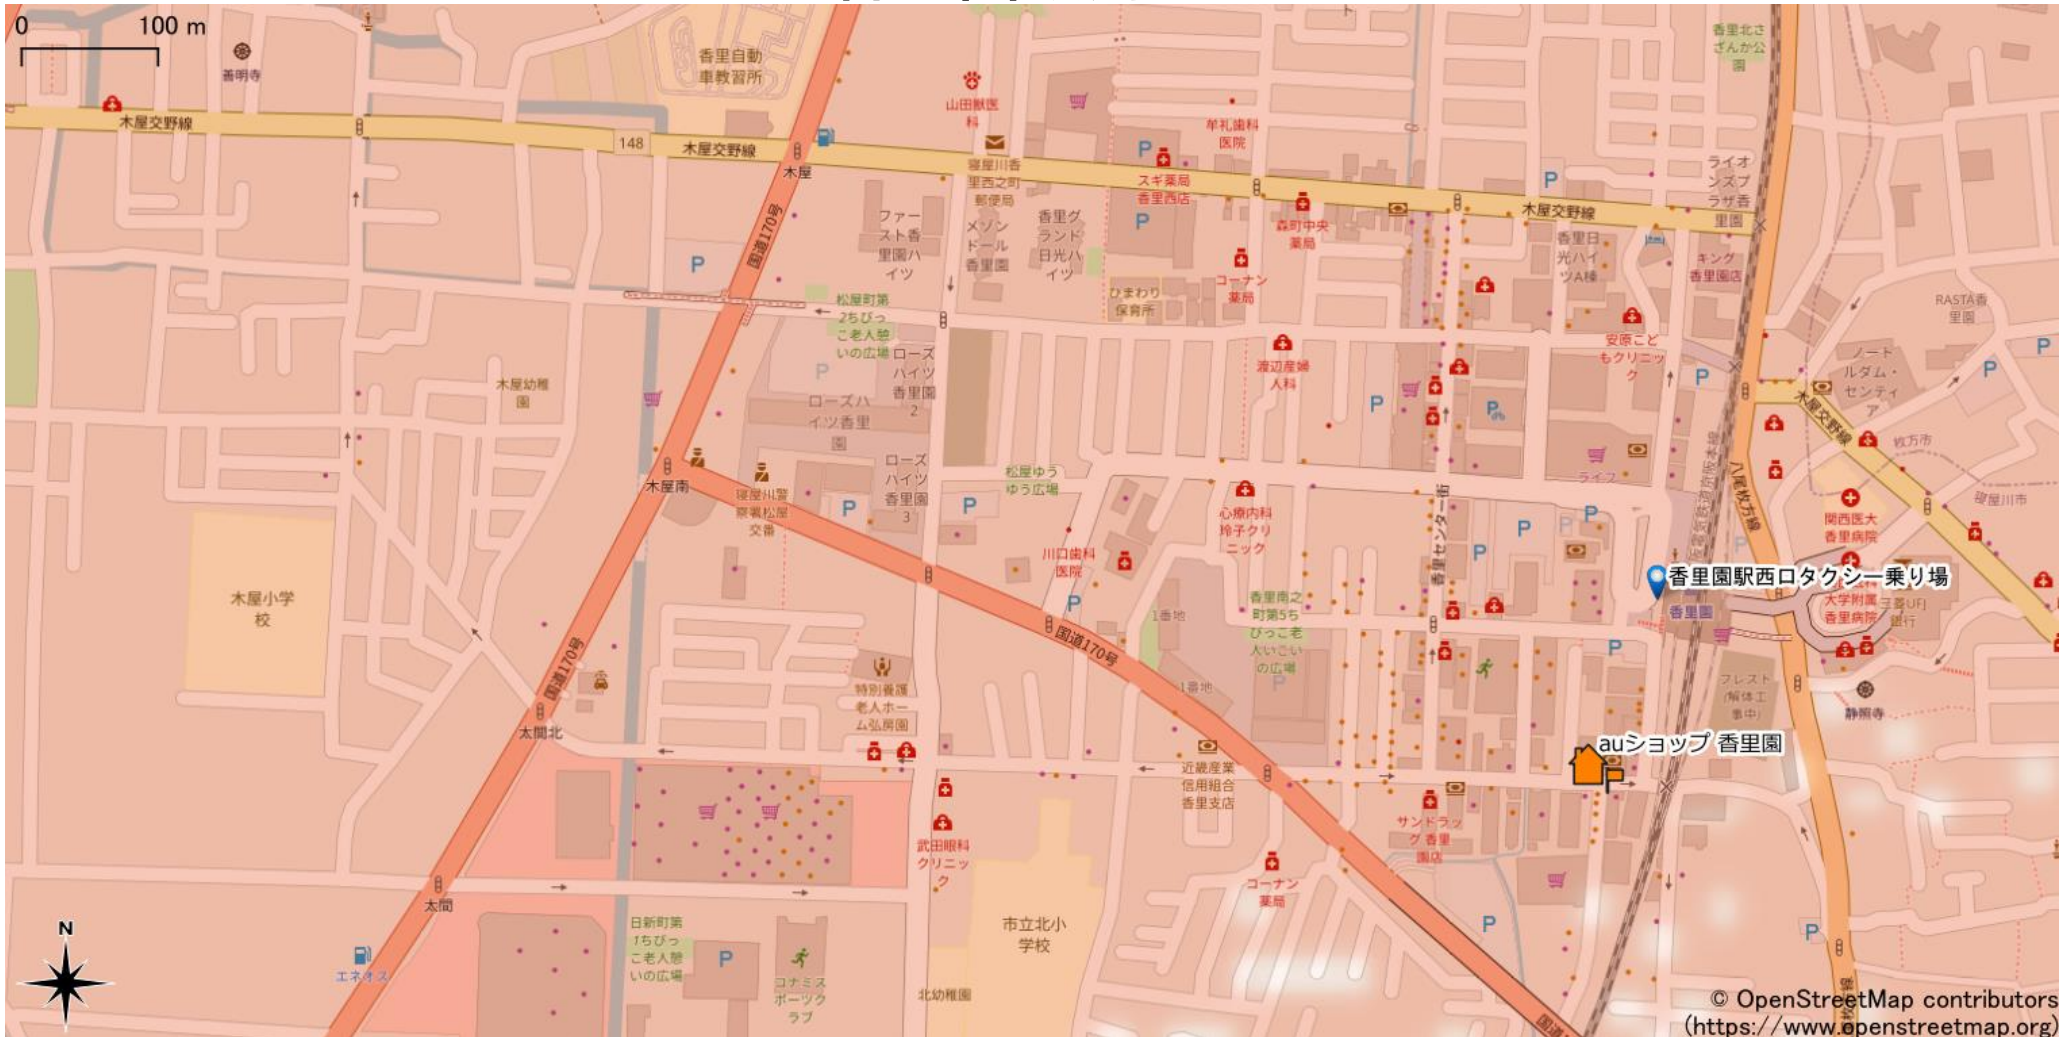 0 100 m
善明寺
香里自動
車教習所
山田獣医
科
牟礼歯科
医院
香里北さ
ざんか公
園
木屋交野線
148
木屋交野線
木屋
寝屋川香
里西之町
郵便局
スギ薬局
香里西店
森町中央
薬局
木屋交野線
ライオ
ンズプ
ラザ香
里園
国道170号
ファー
スト香
里園ハ
イツ
メゾン
ドール
香里園
香里グ
ランド
日光ハ
イツ
コーナン
薬局
香里日
光ハイ
ツA棟
キング
香里園店
ひまわり
保育所
松屋町第
2ちびっ
こ老人憩
いの広場
RASTA香
里園
安原こど
もクリニッ
ク
渡辺産婦
人科
ローズ
ハイツ
香里園
2
ノート
ルダム・
センティ
ア
木屋幼稚
園
ローズハ
イツ香里
園
木屋交野線
枚方市
寝屋川市
木屋南
寝屋川警
察署松屋
交番
ローズ
ハイツ
香里園
3
松屋ゆう
ゆう広場
ライフ
八尾枚方線
心療内科
玲子クリ
ニック
香里センター街
関西医大
香里病院
川口歯科
医院
香里園駅西口タクシー乗り場
大学附属
香里病院
三菱UFJ
銀行
香里園
木屋小学
校
1番地
香里南之
町第5ち
びっこ老
人いこい
の広場
国道170号
国道170号
特別養護
老人ホー
ム弘房園
1番地
フレスト
(解体工
事中)
静照寺
太間北
auショップ 香里園
近畿産業
信用組合
香里支店
サンドラッ
グ 香里
園店
武田眼科
クリニッ
ク
コーナン
薬局
太間
N
エネオス
日新町第
1ちびっ
こ老人憩
いの広場
コナミス
ポーツク
ラブ
市立北小
学校
北幼稚園
© OpenStreetMap contributors
(https://www.openstreetmap.org)